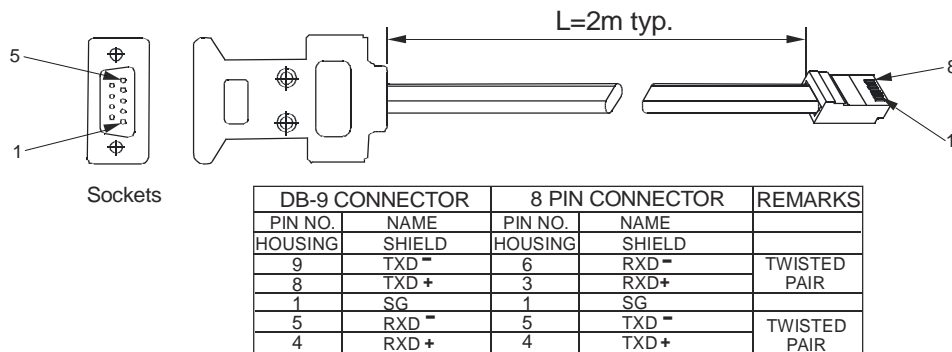 L=2m typ.
5
8
1
1
Sockets
DB-9 CONNECTOR 8 PIN CONNECTOR REMARKS
PIN NO. NAME PIN NO. NAME
HOUSING SHIELD HOUSING SHIELD
9 TXD - 6 RXD - TWISTED PAIR
8 TXD + 3 RXD+
1 SG 1 SG
5 RXD - 5 TXD - TWISTED PAIR
4 RXD + 4 TXD+